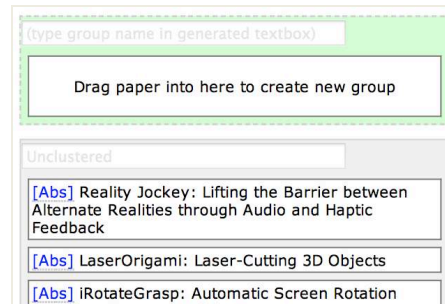 (type group name in generated textbox)
Drag paper into here to create new group
Unclustered
[Abs] Reality Jockey: Lifting the Barrier between
Alternate Realities through Audio and Haptic
Feedback
[Abs] LaserOrigami: Laser-Cutting 3D Objects
[Abs] iRotateGrasp: Automatic Screen Rotation